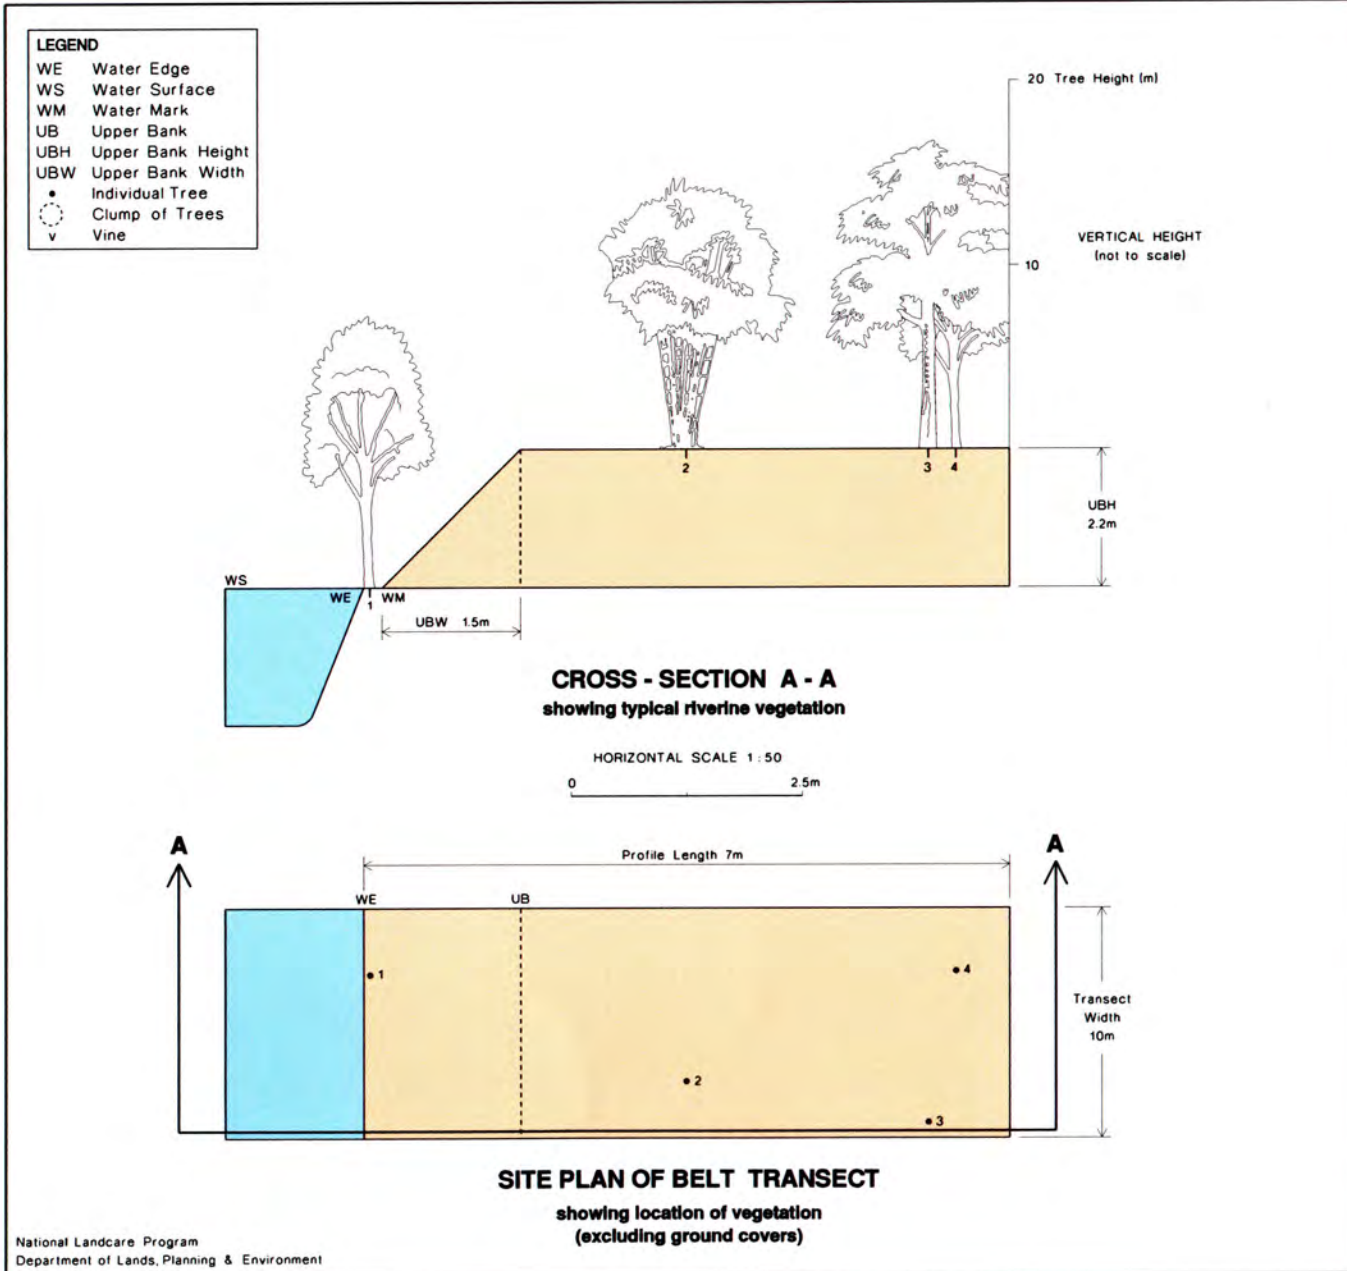 LEGEND
WE Water Edge
WS Water Surface
WM Water Mark
UB Upper Bank
UBH Upper Bank Height
UBW Upper Bank Width
• Individual Tree
Clump of Trees
v Vine
20 Tree Height (m)
VERTICAL HEIGHT
(not to scale)
10
2
3 4
UBH
2.2m
WS
WE 1 WM
UBW 1.5m
CROSS - SECTION A - A
showing typical riverine vegetation
HORIZONTAL SCALE 1 : 50
0 2.5m
A A
Profile Length 7m
WE UB
1
4
Transect
Width
10m
2
3
SITE PLAN OF BELT TRANSECT
showing location of vegetation
(excluding ground covers)
National Landcare Program
Department of Lands, Planning & Environment